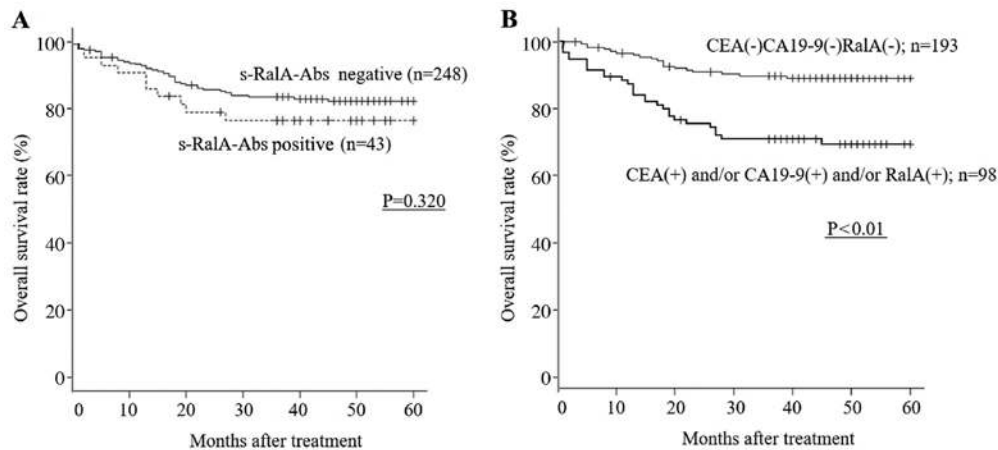 A
100
80
60
40
20
0
Overall survival rate (%)
s-RalA-Abs negative (n=248)
s-RalA-Abs positive (n=43)
P=0.320
0 10 20 30 40 50 60
Months after treatment
B
100
80
60
40
20
0
Overall survival rate (%)
CEA(-)CA19-9(-)RalA(-); n=193
CEA(+) and/or CA19-9(+) and/or RalA(+); n=98
P<0.01
0 10 20 30 40 50 60
Months after treatment